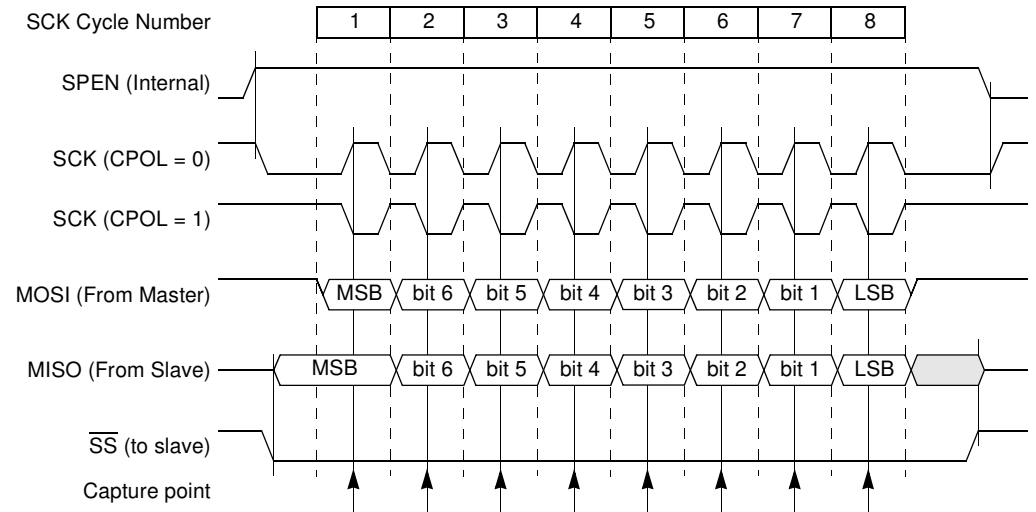 SCK Cycle Number 1 2 3 4 5 6 7 8
SPEN (Internal)
SCK (CPOL = 0)
SCK (CPOL = 1)
MOSI (From Master) MSB bit 6 bit 5 bit 4 bit 3 bit 2 bit 1 LSB
MISO (From Slave) MSB bit 6 bit 5 bit 4 bit 3 bit 2 bit 1 LSB
S̅S̅ (to slave)
Capture point